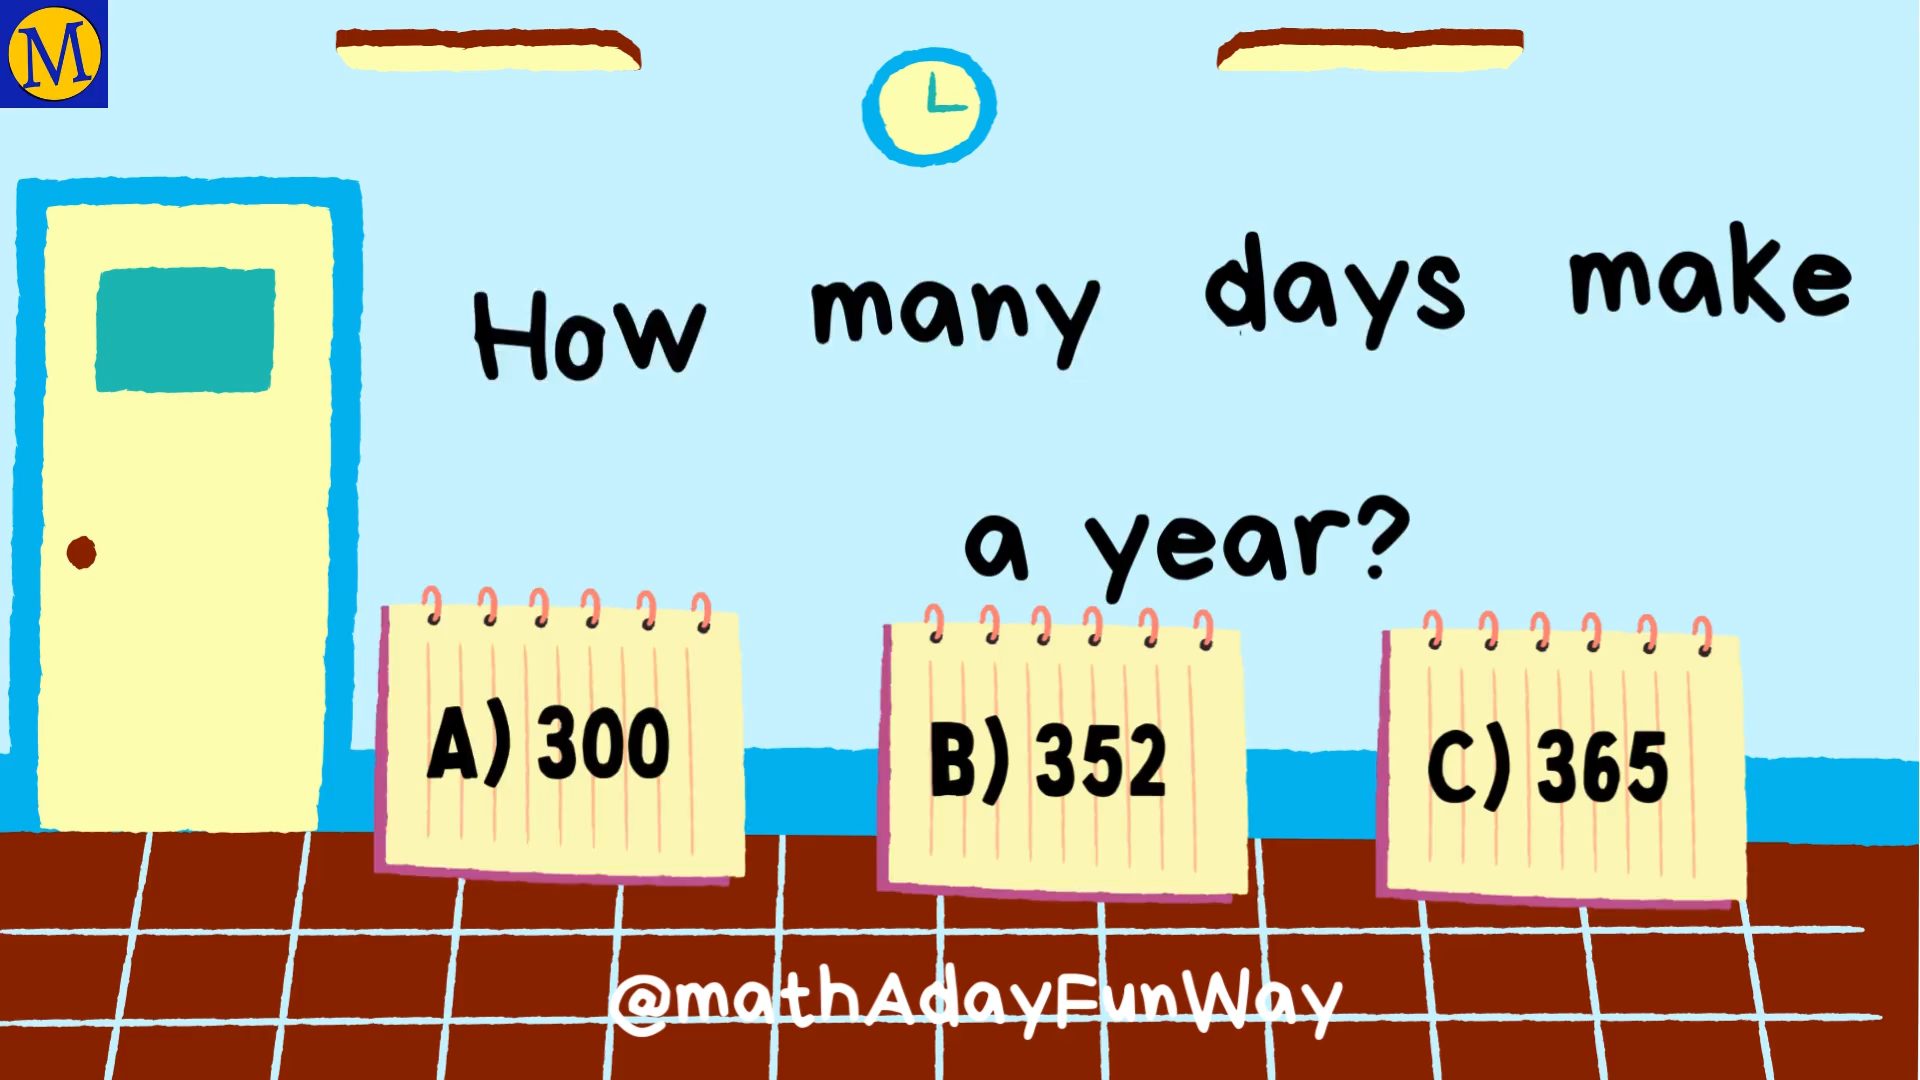 M
How many days make
a year?
A) 300
B) 352
C) 365
@mathAdayFunWay